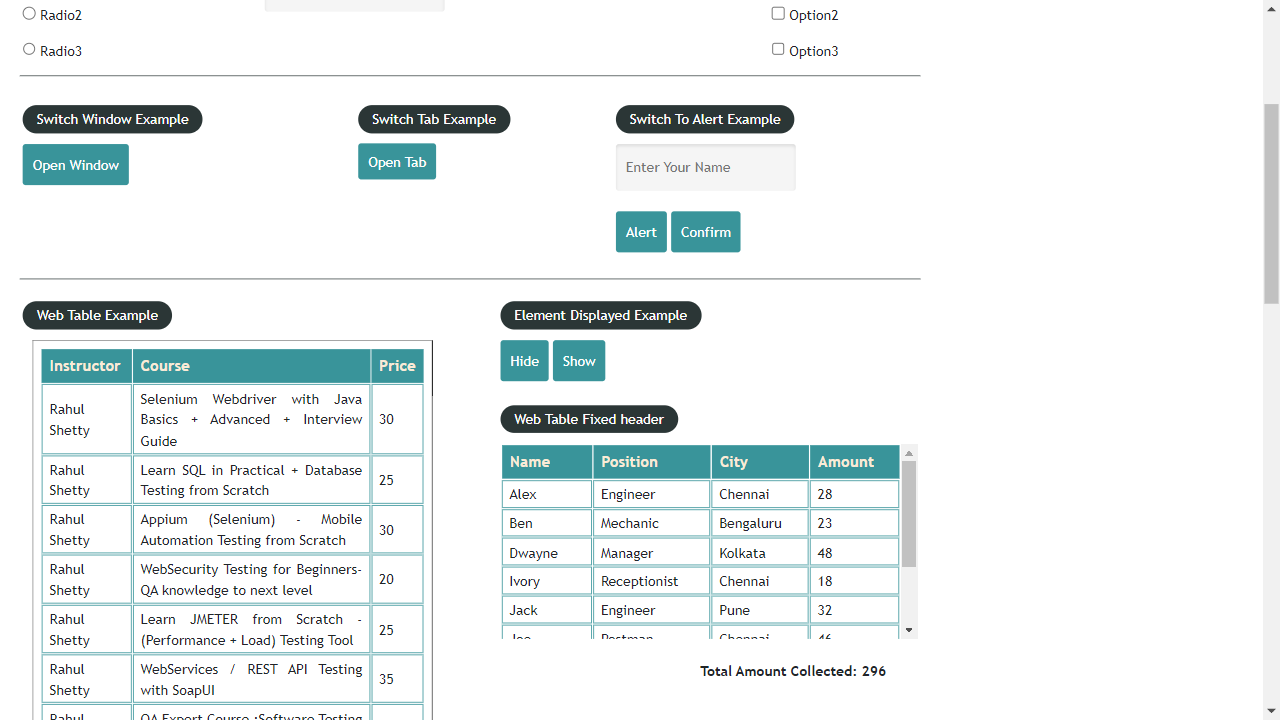 Radio2
Option2
Radio3
Option3
Switch Window Example
Switch Tab Example
Switch To Alert Example
Open Window
Open Tab
Enter Your Name
Alert
Confirm
Web Table Example
Instructor
Course
Price
Rahul
Shetty
Selenium Webdriver with Java
Basics + Advanced + Interview
Guide
30
Rahul
Shetty
Learn SQL in Practical + Database
Testing from Scratch
25
Rahul
Shetty
Appium (Selenium) - Mobile
Automation Testing from Scratch
30
Rahul
Shetty
WebSecurity Testing for Beginners-
QA knowledge to next level
20
Rahul
Shetty
Learn JMETER from Scratch -
(Performance + Load) Testing Tool
25
Rahul
Shetty
WebServices / REST API Testing
with SoapUI
35
Rahul
QA Expert Course :Software Testing
Element Displayed Example
Hide
Show
Web Table Fixed header
Name
Position
City
Amount
Alex
Engineer
Chennai
28
Ben
Mechanic
Bengaluru
23
Dwayne
Manager
Kolkata
48
Ivory
Receptionist
Chennai
18
Jack
Engineer
Pune
32
Joe
Postman
Chennai
46
Total Amount Collected: 296